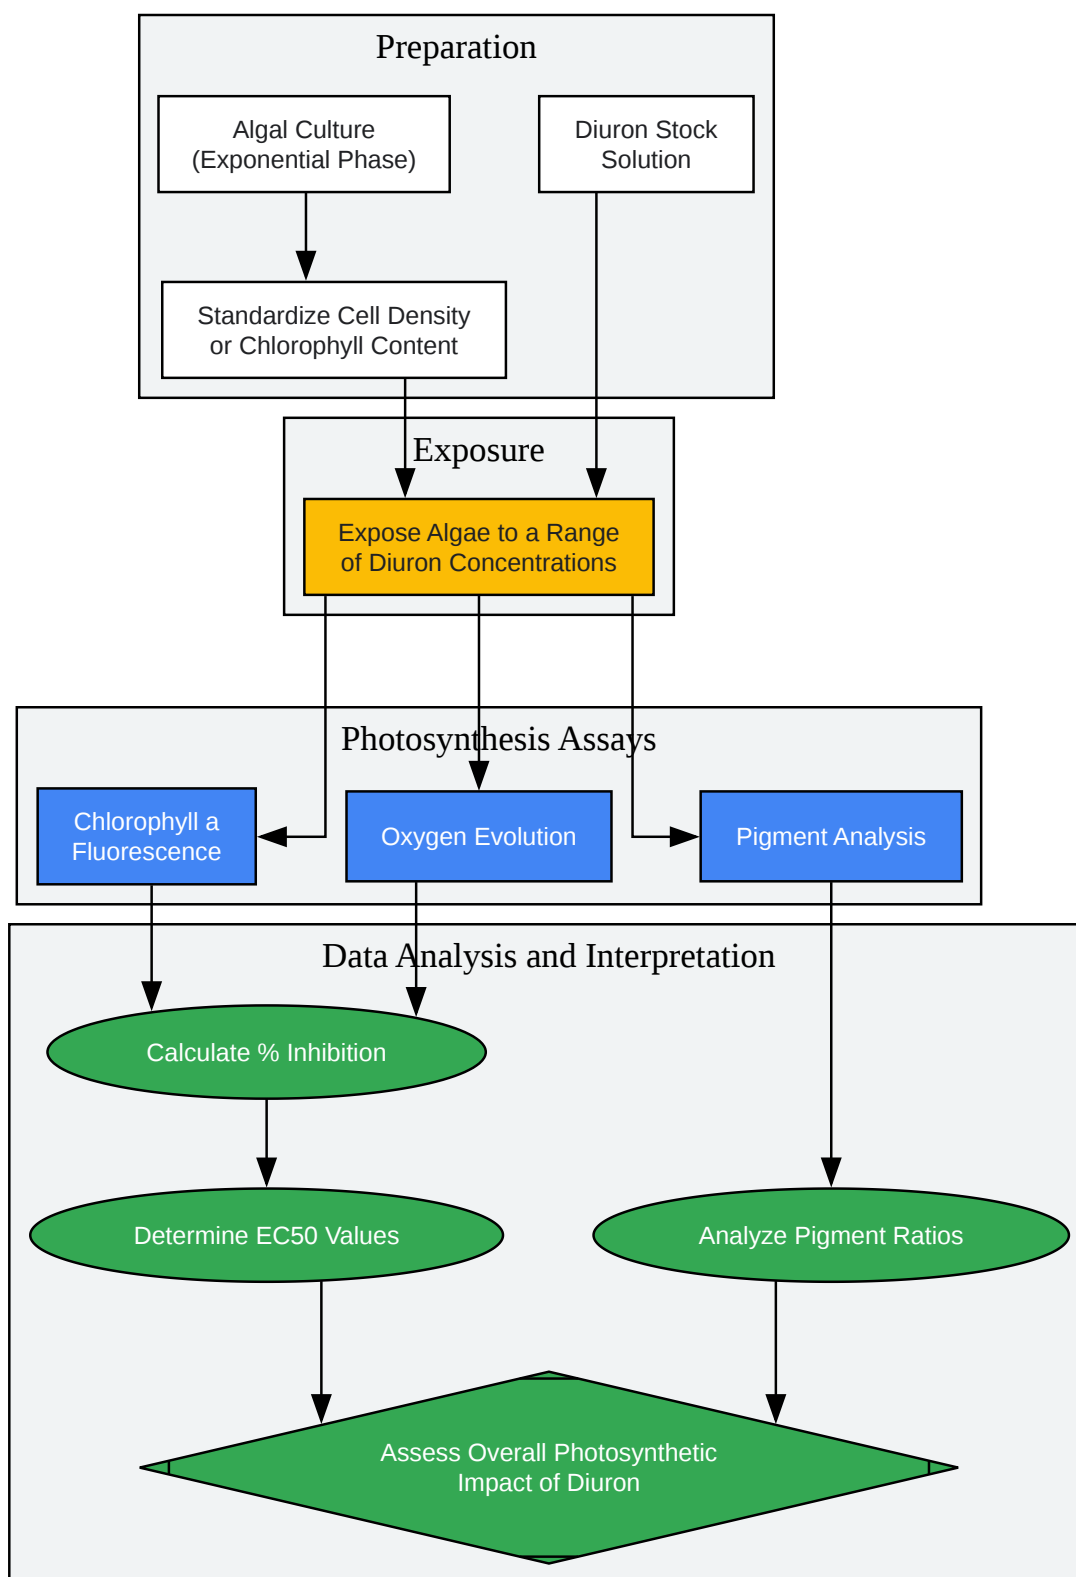 Preparation
Algal Culture
(Exponential Phase)
Diuron Stock
Solution
Standardize Cell Density
or Chlorophyll Content
Exposure
Expose Algae to a Range
of Diuron Concentrations
Photosynthesis Assays
Chlorophyll a
Fluorescence
Oxygen Evolution
Pigment Analysis
Data Analysis and Interpretation
Calculate % Inhibition
Determine EC50 Values
Analyze Pigment Ratios
Assess Overall Photosynthetic
Impact of Diuron